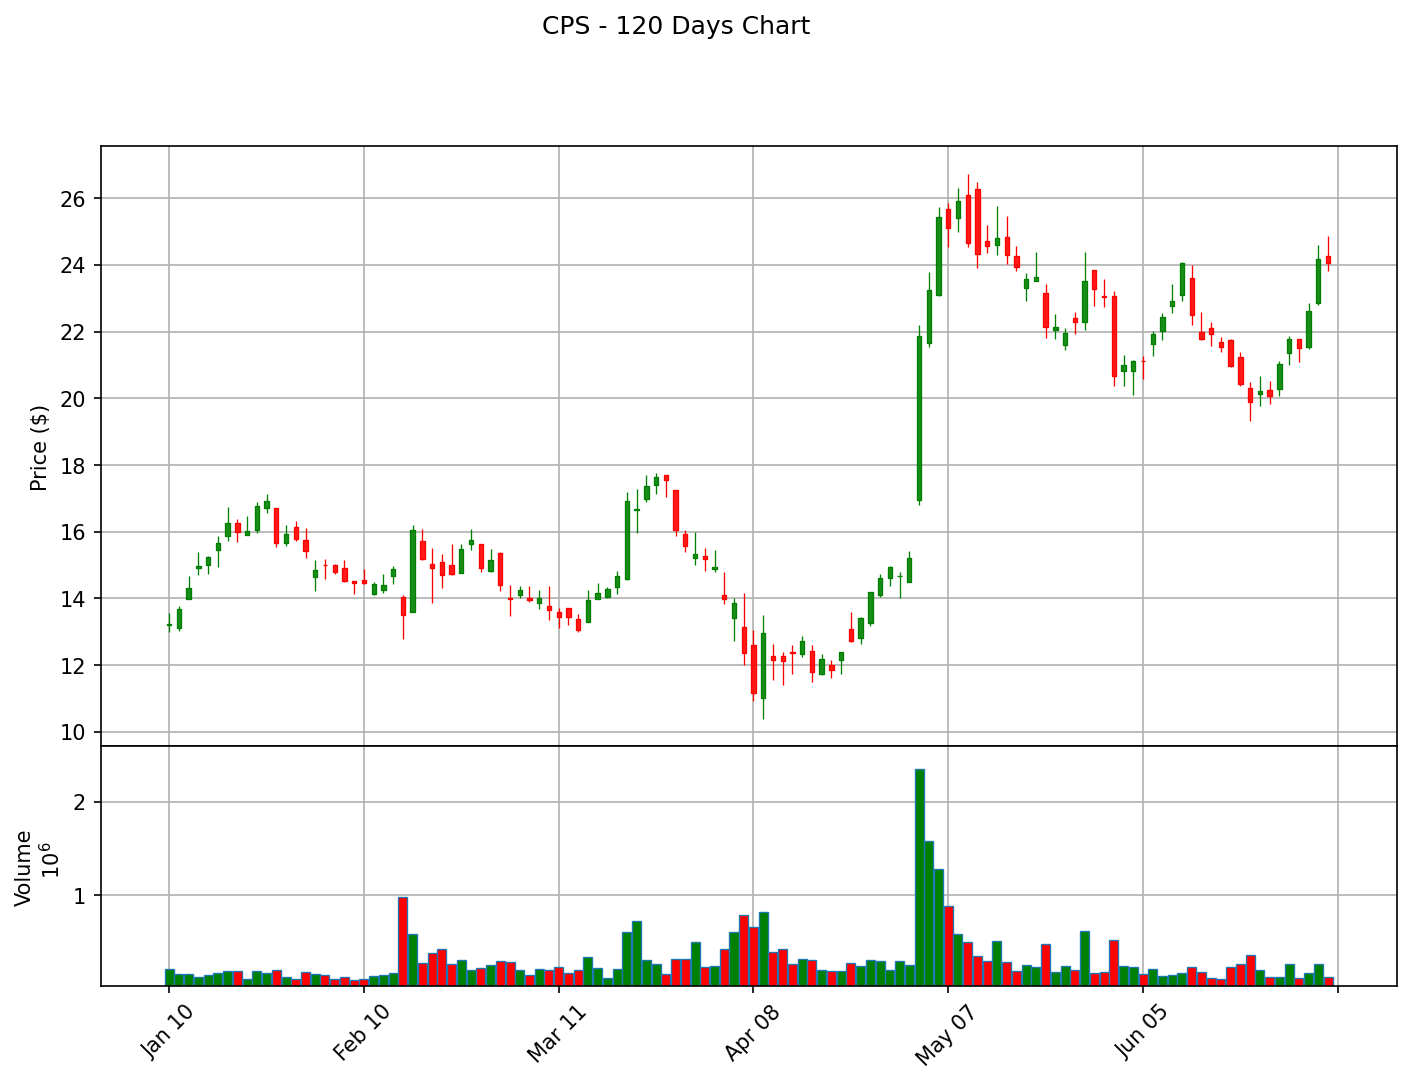 CPS - 120 Days Chart
Price ($)
26
24
22
20
18
16
14
12
10
Volume
10⁶
2
1
Jan 10
Feb 10
Mar 11
Apr 08
May 07
Jun 05